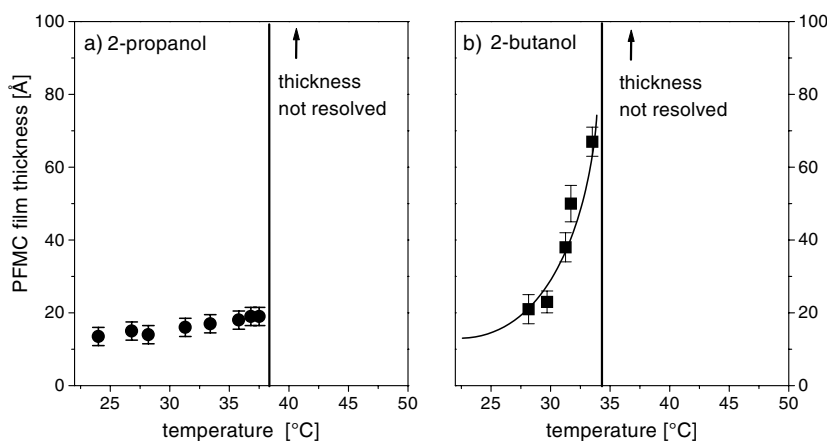 100
80
60
40
20
0
PFMC film thickness [Å]
a) 2-propanol
thickness
not resolved
25 30 35 40 45 50
temperature [°C]
b) 2-butanol
thickness
not resolved
25 30 35 40 45 50
temperature [°C]
100
80
60
40
20
0